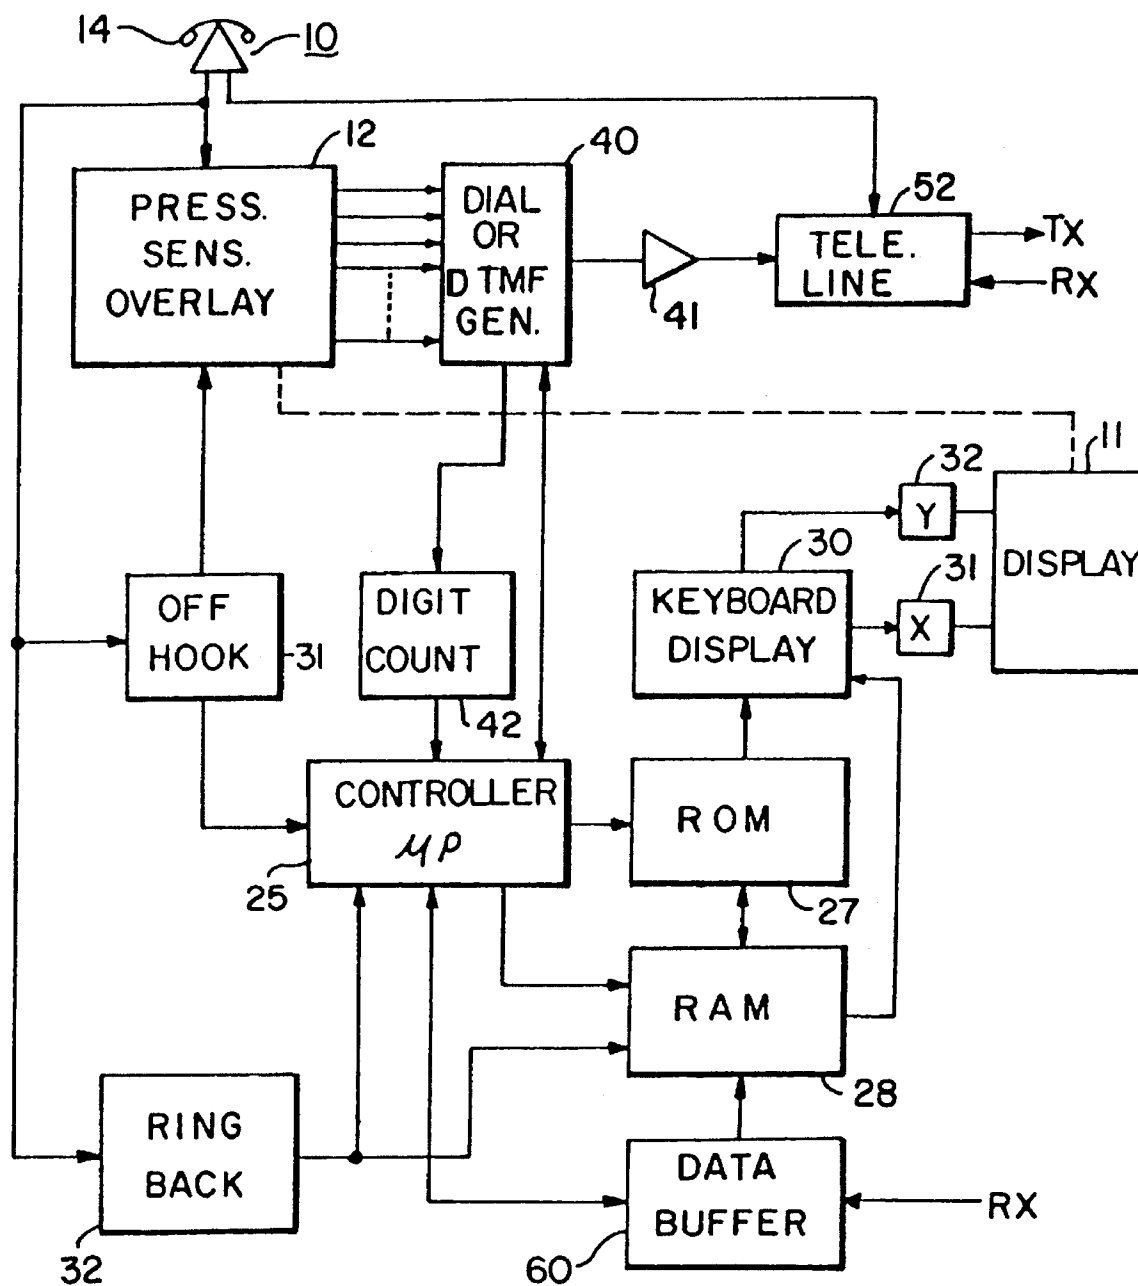 14
10
12
40
52
PRESS.
SENS.
OVERLAY
DIAL
OR
DTMF
GEN.
41
TELE.
LINE
TX
RX
11
32
Y
DISPLAY
30
31
X
KEYBOARD
DISPLAY
OFF
HOOK
31
DIGIT
COUNT
42
CONTROLLER
μP
25
ROM
27
RAM
28
RING
BACK
32
DATA
BUFFER
60
RX